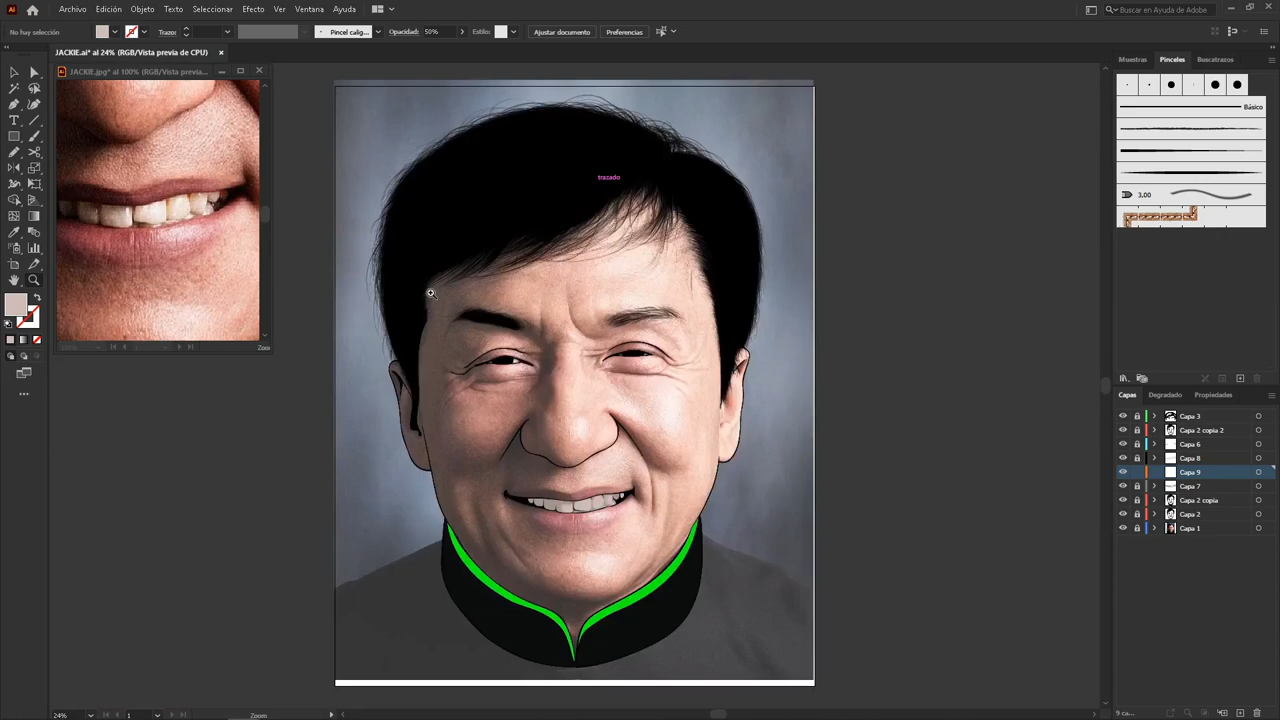 Ai Archivo Edición Objeto Texto Seleccionar Efecto Ver Ventana Ayuda Buscar en Ayuda de Adobe
No hay selección Trazo: Pincel calig... Opacidad: 50% Estilo: Ajustar documento Preferencias
JACKIE.ai* al 24% (RGB/Vista previa de CPU) ×
Muestras Pinceles Buscatrazos
JACKIE.jpg* al 100% (RGB/Vista previa...
Básico
trazado
3,00
Zoom
Capas Degradado Propiedades
Capa 3
Capa 2 copia 2
Capa 6
Capa 8
Capa 9
Capa 7
Capa 2 copia
Capa 2
Capa 1
24% 1 Zoom 9 Ca...